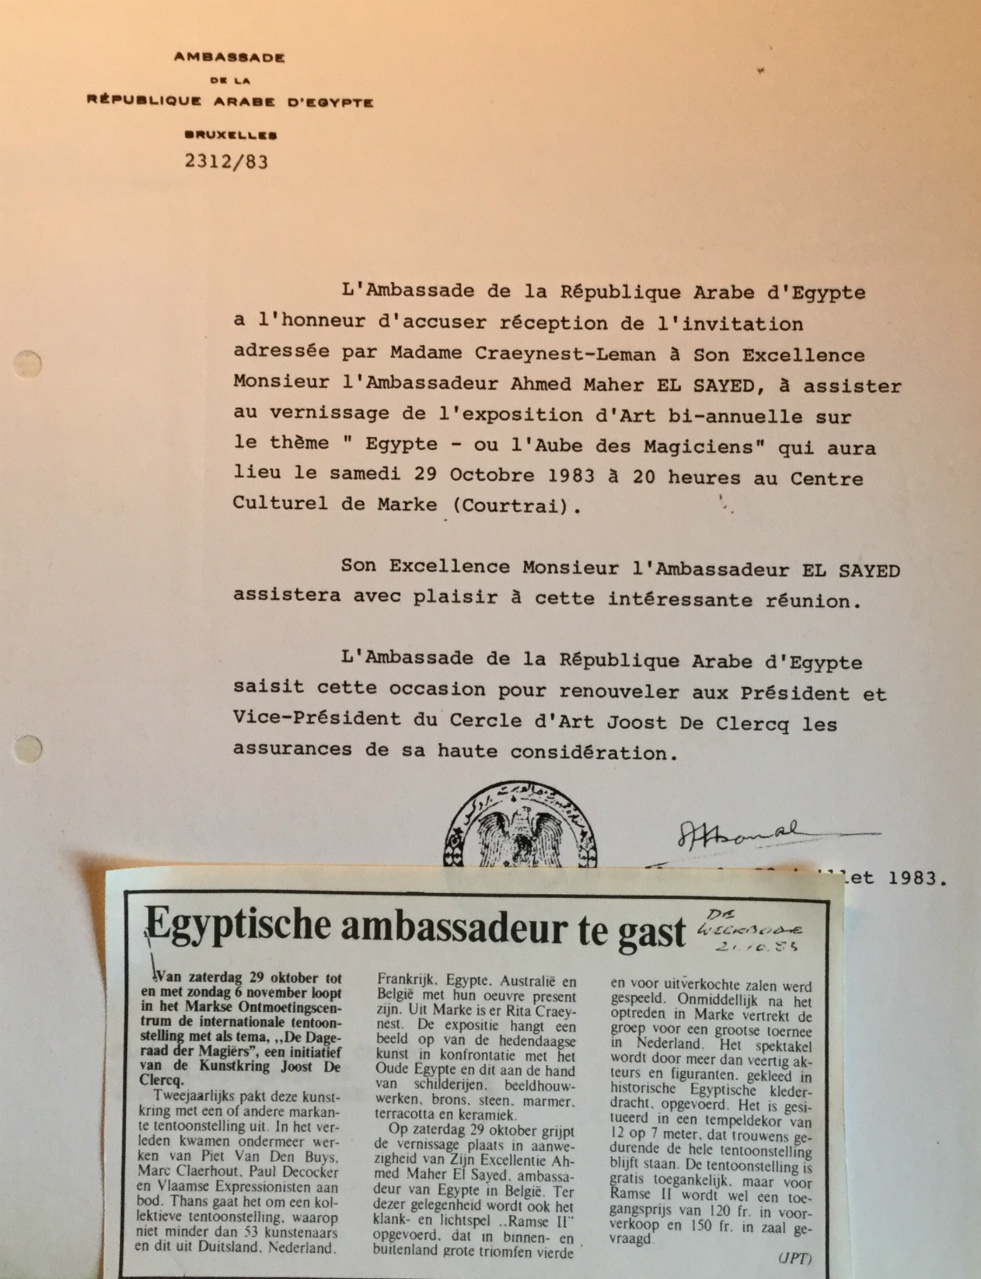 AMBASSADE
DE LA
RÉPUBLIQUE ARABE D'EGYPTE
BRUXELLES
2312/83
L'Ambassade de la République Arabe d'Egypte
a l'honneur d'accuser réception de l'invitation
adressée par Madame Craeynest-Leman à Son Excellence
Monsieur l'Ambassadeur Ahmed Maher EL SAYED, à assister
au vernissage de l'exposition d'Art bi-annuelle sur
le thème " Egypte - ou l'Aube des Magiciens" qui aura
lieu le samedi 29 Octobre 1983 à 20 heures au Centre
Culturel de Marke (Courtrai).
Son Excellence Monsieur l'Ambassadeur EL SAYED
assistera avec plaisir à cette intéressante réunion.
L'Ambassade de la République Arabe d'Egypte
saisit cette occasion pour renouveler aux Président et
Vice-Président du Cercle d'Art Joost De Clercq les
assurances de sa haute considération.
1983.
Egyptische ambassadeur te gast
DE
WEEKBODE
Van zaterdag 29 oktober tot
en met zondag 6 november loopt
in het Markse Ontmoetingscen-
trum de internationale tentoon-
stelling met als tema, ,,De Dage-
raad der Magiërs", een initiatief
van de Kunstkring Joost De
Clercq.
Tweejaarlijks pakt deze kunst-
kring met een of andere markan-
te tentoonstelling uit. In het ver-
leden kwamen ondermeer wer-
ken van Piet Van Den Buys,
Marc Claerhout, Paul Decocker
en Vlaamse Expressionisten aan
bod. Thans gaat het om een kol-
lektieve tentoonstelling, waarop
niet minder dan 53 kunstenaars
en dit uit Duitsland, Nederland,
Frankrijk, Egypte, Australië en
België met hun oeuvre present
zijn. Uit Marke is er Rita Craey-
nest. De expositie hangt een
beeld op van de hedendaagse
kunst in konfrontatie met het
Oude Egypte en dit aan de hand
van schilderijen, beeldhouw-
werken, brons, steen, marmer,
terracotta en keramiek.
Op zaterdag 29 oktober grijpt
de vernissage plaats in aanwe-
zigheid van Zijn Excellentie Ah-
med Maher El Sayed, ambassa-
deur van Egypte in België. Ter
dezer gelegenheid wordt ook het
klank- en lichtspel ,,Ramse II"
opgevoerd, dat in binnen- en
buitenland grote triomfen vierde
en voor uitverkochte zalen werd
gespeeld. Onmiddellijk na het
optreden in Marke vertrekt de
groep voor een grootse toernee
in Nederland. Het spektakel
wordt door meer dan veertig ak-
teurs en figuranten, gekleed in
historische Egyptische kleder-
dracht, opgevoerd. Het is gesi-
tueerd in een tempeldekor van
12 op 7 meter, dat trouwens ge-
durende de hele tentoonstelling
blijft staan. De tentoonstelling is
gratis toegankelijk, maar voor
Ramse II wordt wel een toe-
gangsprijs van 120 fr. in voor-
verkoop en 150 fr. in zaal ge-
vraagd.
(JPT)